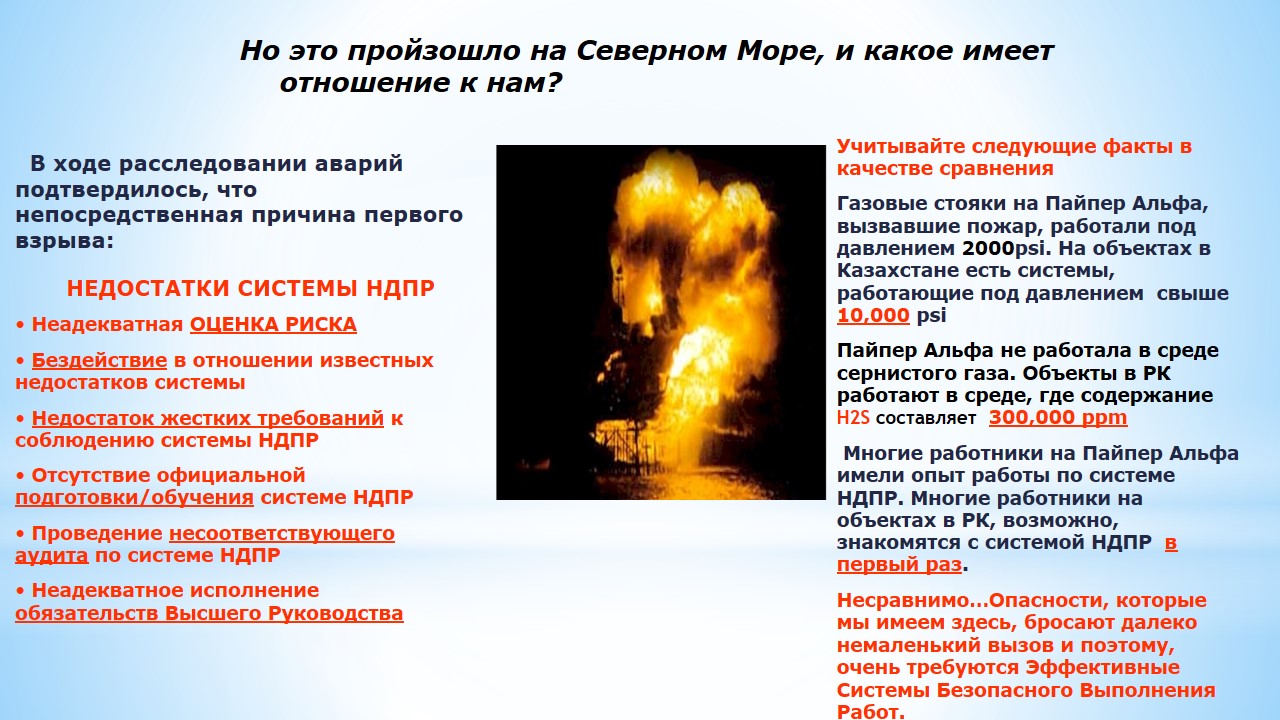 Но это пройзошло на Северном Море, и какое имеет
отношение к нам?
В ходе расследовании аварий
подтвердилось, что
непосредственная причина первого
взрыва:
НЕДОСТАТКИ СИСТЕМЫ НДПР
• Неадекватная ОЦЕНКА РИСКА
• Бездействие в отношении известных
недостатков системы
• Недостаток жестких требований к
соблюдению системы НДПР
• Отсутствие официальной
подготовки/обучения системе НДПР
• Проведение несоответствующего
аудита по системе НДПР
• Неадекватное исполнение
обязательств Высшего Руководства
Учитывайте следующие факты в
качестве сравнения
Газовые стояки на Пайпер Альфа,
вызвавшие пожар, работали под
давлением 2000psi. На объектах в
Казахстане есть системы,
работающие под давлением свыше
10,000 psi
Пайпер Альфа не работала в среде
сернистого газа. Объекты в РК
работают в среде, где содержание
H2S составляет 300,000 ppm
Многие работники на Пайпер Альфа
имели опыт работы по системе
НДПР. Многие работники на
объектах в РК, возможно,
знакомятся с системой НДПР в
первый раз.
Несравнимо...Опасности, которые
мы имеем здесь, бросают далеко
немаленький вызов и поэтому,
очень требуются Эффективные
Системы Безопасного Выполнения
Работ.